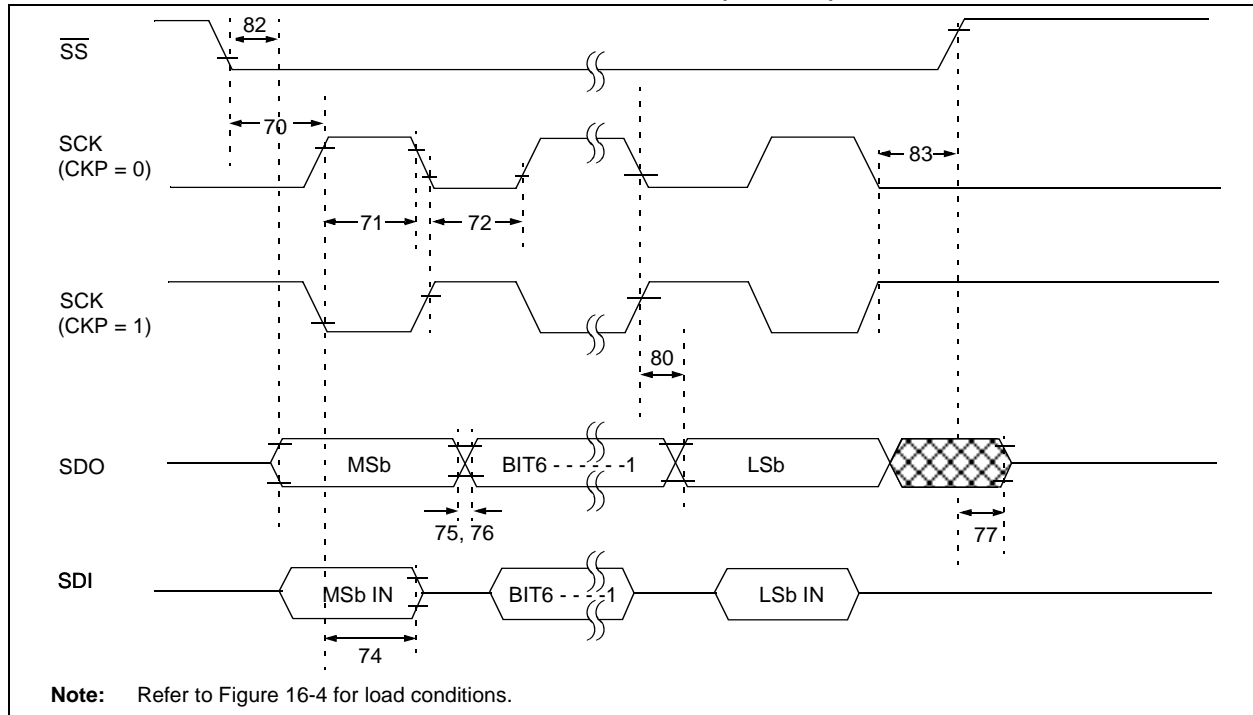 82
SS
70
SCK
(CKP = 0)
83
71
72
SCK
(CKP = 1)
80
SDO
MSb
BIT6 - - - - - -1
LSb
75, 76
77
SDI
MSb IN
BIT6 - - - -1
LSb IN
74
Note: Refer to Figure 16-4 for load conditions.